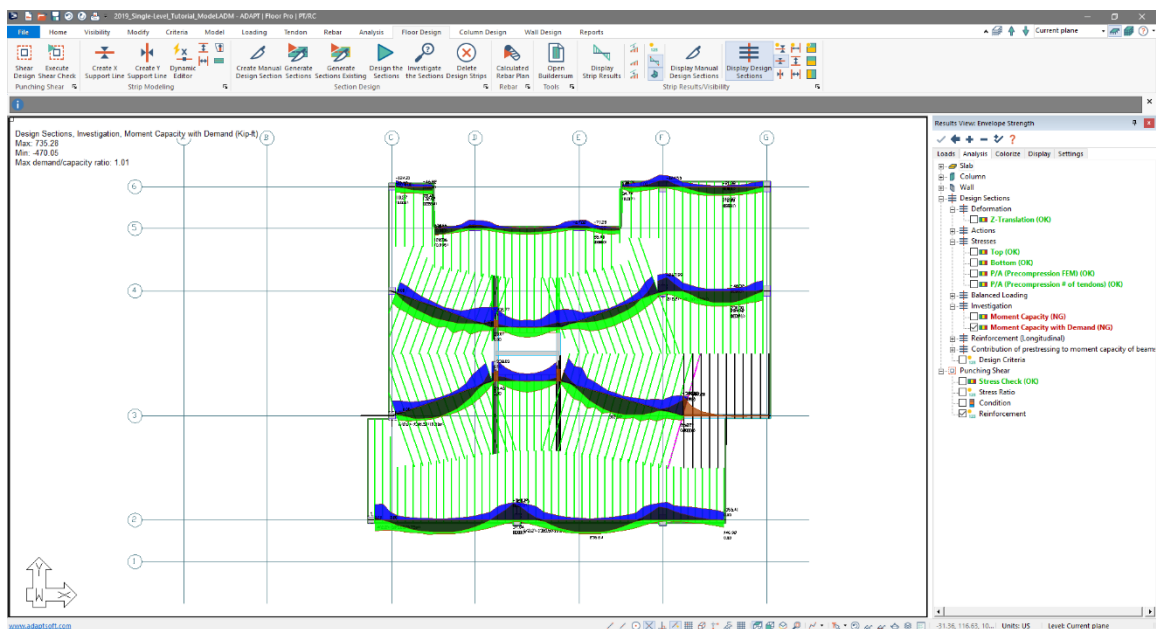 2019_Single-Level_Tutorial_Model.ADM - ADAPT | Floor Pro | PT/RC
File Home Visibility Modify Criteria Model Loading Tendon Rebar Analysis Floor Design Column Design Wall Design Reports
Current plane
Shear Design
Execute Shear Check
Create X Support Line
Create Y Support Line
Dynamic Editor
Create Manual Design Section
Generate Sections
Generate Sections Existing
Design the Sections
Investigate the Sections
Delete Design Strips
Calculated Rebar Plan
Open Buildersum
Display Strip Results
Display Manual Design Sections
Display Design Sections
Punching Shear
Strip Modeling
Section Design
Rebar
Tools
Strip Results/Visibility
Design Sections, Investigation, Moment Capacity with Demand (Kip-ft)
Max: 735.28
Min: -470.05
Max demand/capacity ratio: 1.01
B C D E F G
6
5
4
3
2
1
Y
W X
www.adaptsoft.com
Results View: Envelope Strength
Loads Analysis Colorize Display Settings
Slab
Column
Wall
Design Sections
Deformation
Z-Translation (OK)
Actions
Stresses
Top (OK)
Bottom (OK)
P/A (Precompression FEM) (OK)
P/A (Precompression # of tendons) (OK)
Balanced Loading
Investigation
Moment Capacity (NG)
Moment Capacity with Demand (NG)
Reinforcement (Longitudinal)
Contribution of prestressing to moment capacity of beams
Design Criteria
Punching Shear
Stress Check (OK)
Stress Ratio
Condition
Reinforcement
-31.36, 116.63, 10... Units: US Level: Current plane